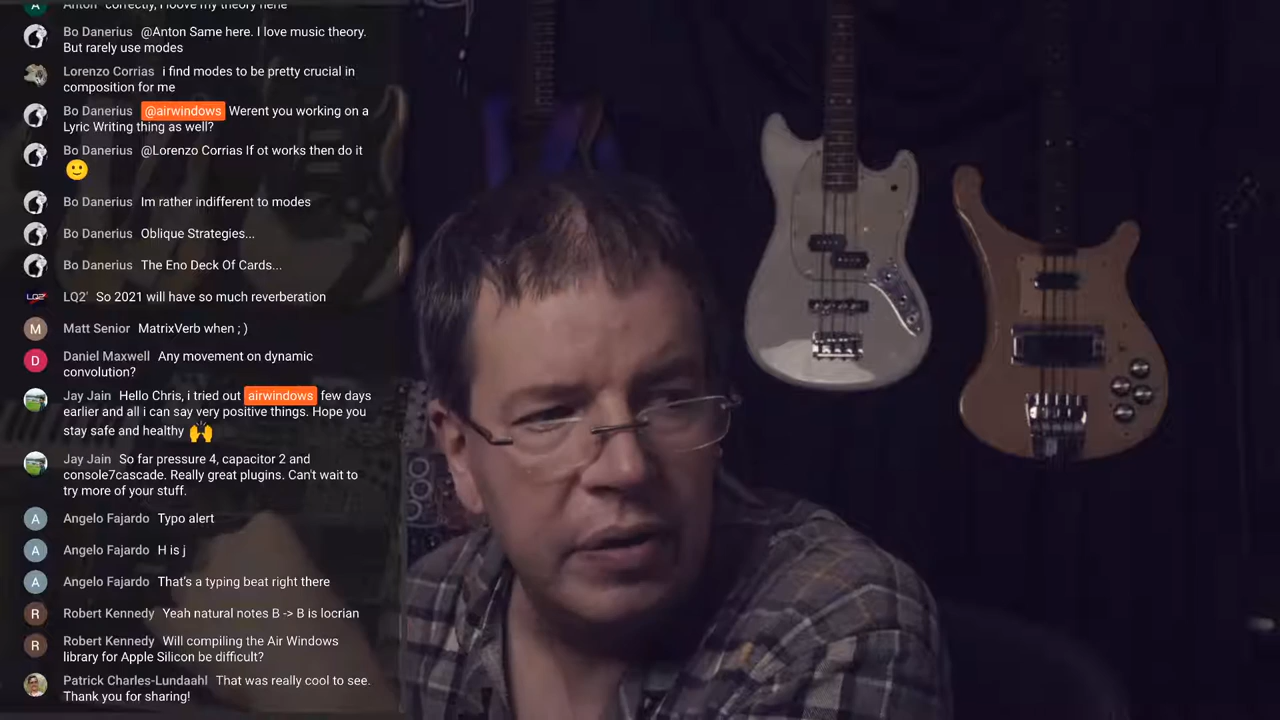 Anton correctly, I loove my theory hehe
Bo Danerius @Anton Same here. I love music theory.
But rarely use modes
Lorenzo Corrias i find modes to be pretty crucial in
composition for me
Bo Danerius @airwindows Werent you working on a
Lyric Writing thing as well?
Bo Danerius @Lorenzo Corrias If ot works then do it
🙂
Bo Danerius Im rather indifferent to modes
Bo Danerius Oblique Strategies...
Bo Danerius The Eno Deck Of Cards...
LQ2 LQ2' So 2021 will have so much reverberation
M Matt Senior MatrixVerb when ; )
D Daniel Maxwell Any movement on dynamic
convolution?
Jay Jain Hello Chris, i tried out airwindows few days
earlier and all i can say very positive things. Hope you
stay safe and healthy 🙌
Jay Jain So far pressure 4, capacitor 2 and
console7cascade. Really great plugins. Can't wait to
try more of your stuff.
A Angelo Fajardo Typo alert
A Angelo Fajardo H is j
A Angelo Fajardo That's a typing beat right there
R Robert Kennedy Yeah natural notes B -> B is locrian
R Robert Kennedy Will compiling the Air Windows
library for Apple Silicon be difficult?
Patrick Charles-Lundaahl That was really cool to see.
Thank you for sharing!